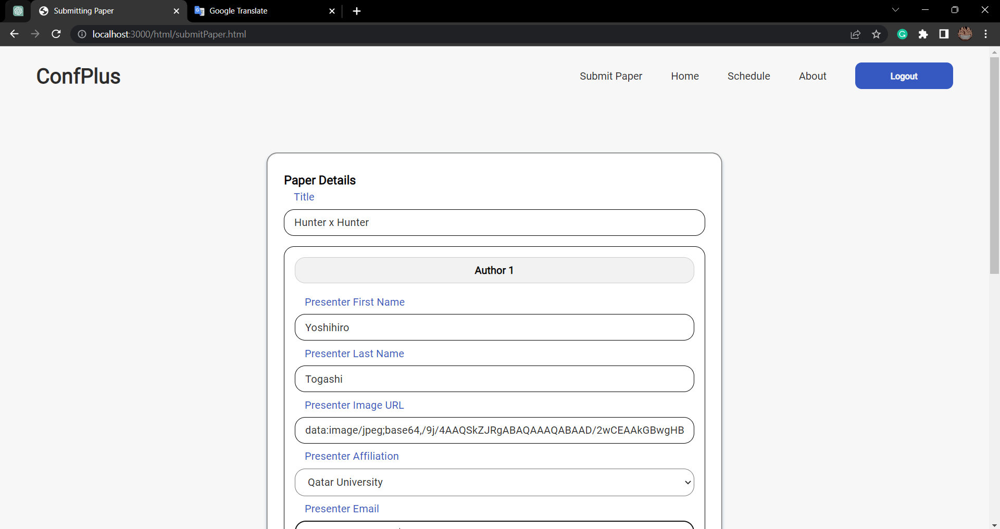 Submitting Paper
Google Translate
localhost:3000/html/submitPaper.html
ConfPlus
Submit Paper
Home
Schedule
About
Logout
Paper Details
Title
Hunter x Hunter
Author 1
Presenter First Name
Yoshihiro
Presenter Last Name
Togashi
Presenter Image URL
data:image/jpeg;base64,/9j/4AAQSkZJRgABAQAAAQABAAD/2wCEAAkGBwgHB
Presenter Affiliation
Qatar University
Presenter Email